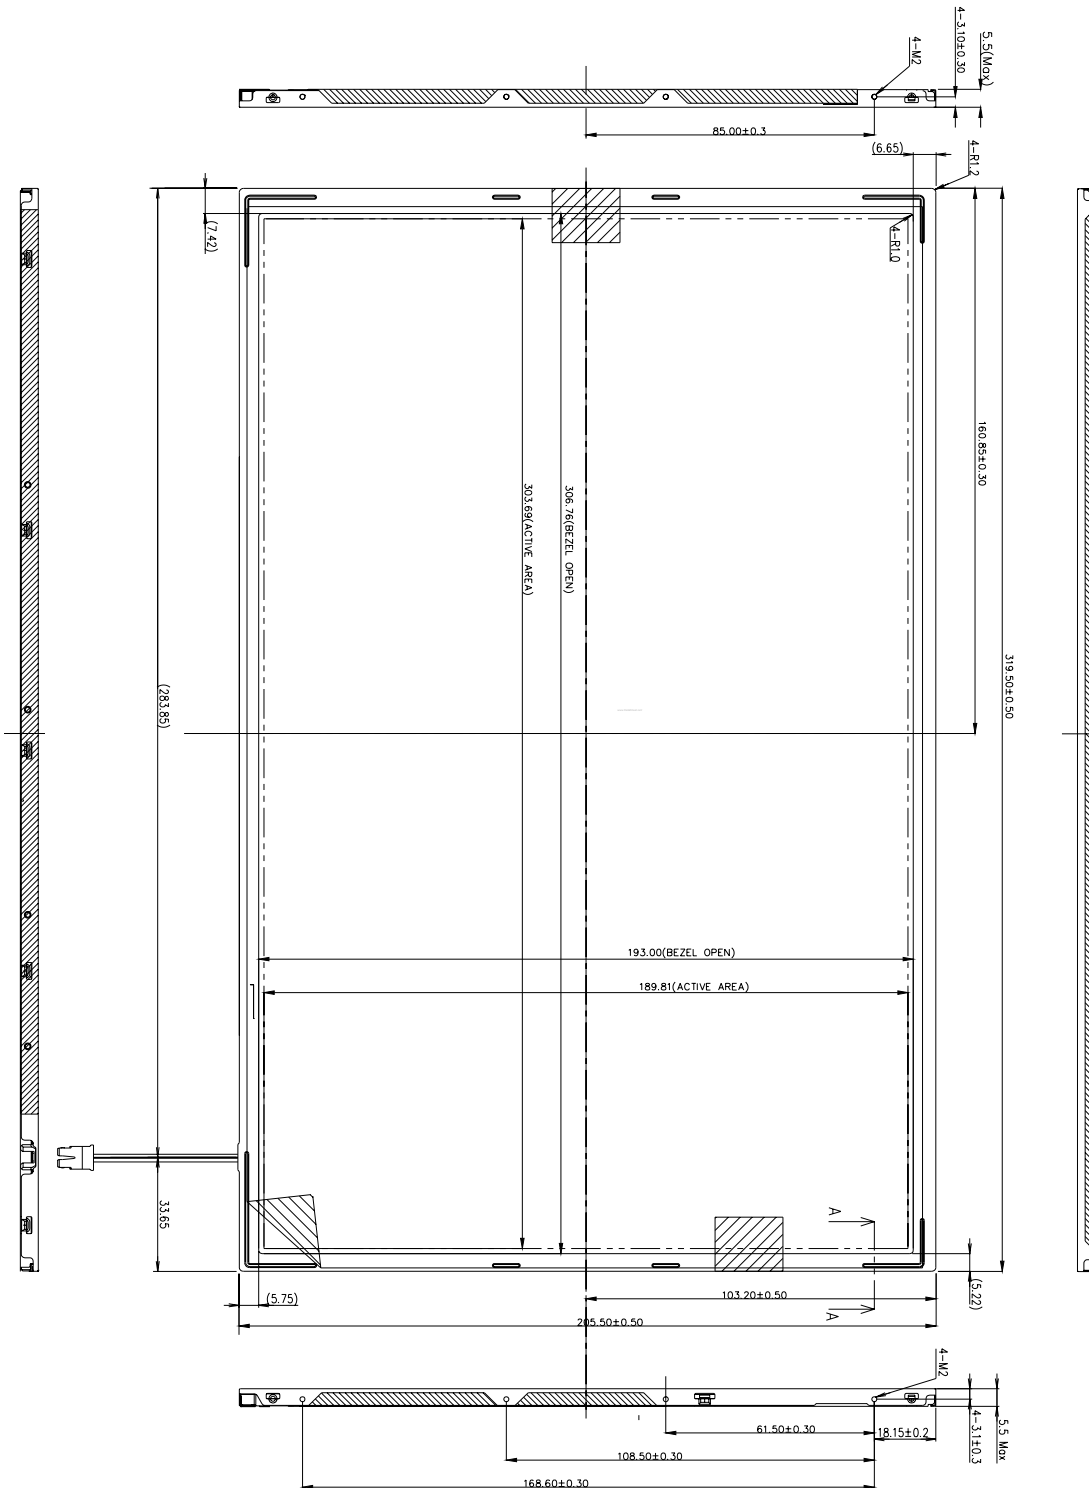 4-3.10±0.30
5.5(Max)
4-M2
85.00±0.3
(6.65)
4-R1.2
(7.42)
4-R1.0
160.85±0.30
303.69(ACTIVE AREA)
306.76(BEZEL OPEN)
319.50±0.50
(283.85)
193.00(BEZEL OPEN)
189.81(ACTIVE AREA)
33.65
A
A
(5.75)
103.20±0.50
(5.22)
205.50±0.50
4-M2
61.50±0.30
18.15±0.2
4-3.1±0.3
5.5 Max
108.50±0.30
168.60±0.30